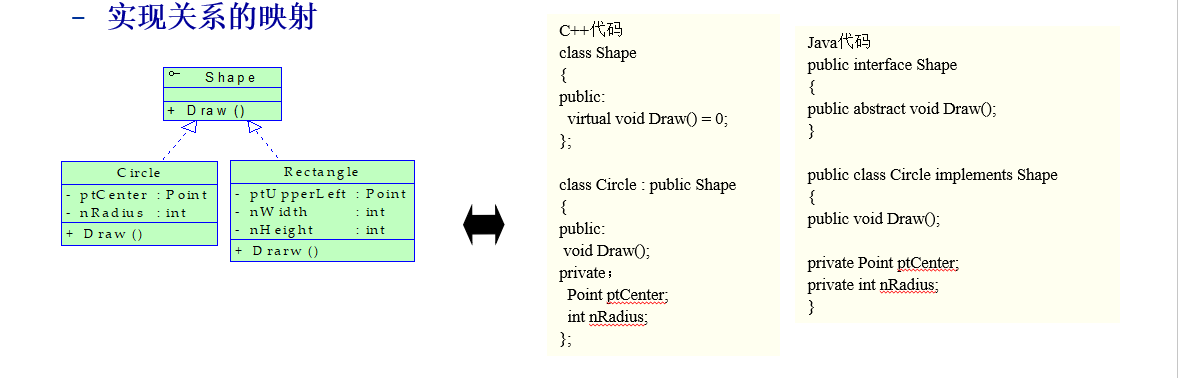 – 实现关系的映射
Shape
+ Draw ()
Circle
- ptCenter : Point
- nRadius : int
+ Draw ()
Rectangle
- ptUpperLeft : Point
- nWidth : int
- nHeight : int
+ Drarw ()
C++代码
class Shape
{
public:
virtual void Draw() = 0;
};
class Circle : public Shape
{
public:
void Draw();
private；
Point ptCenter;
int nRadius;
};
Java代码
public interface Shape
{
public abstract void Draw();
}
public class Circle implements Shape
{
public void Draw();
private Point ptCenter;
private int nRadius;
}